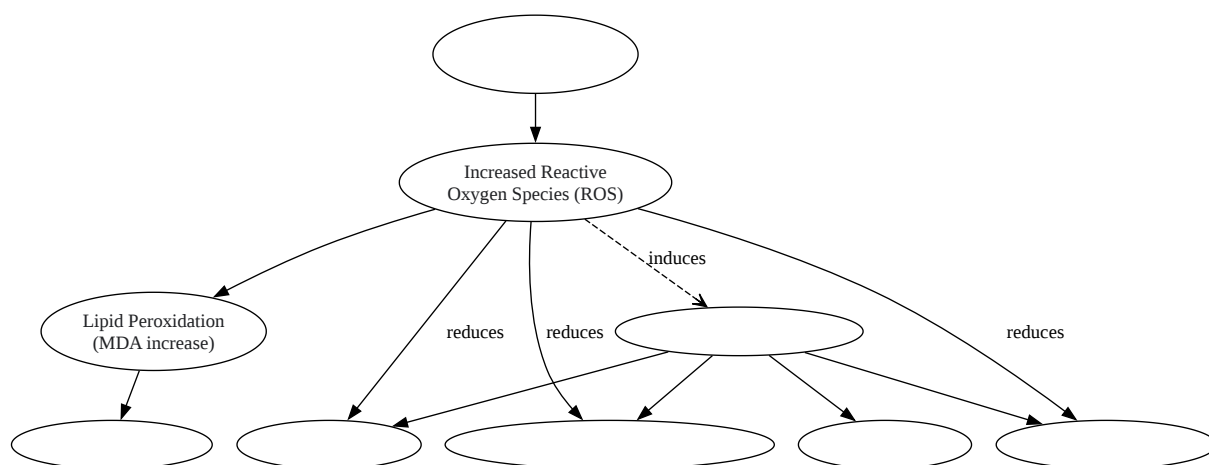 Increased Reactive
Oxygen Species (ROS)
induces
Lipid Peroxidation
(MDA increase)
reduces
reduces
reduces